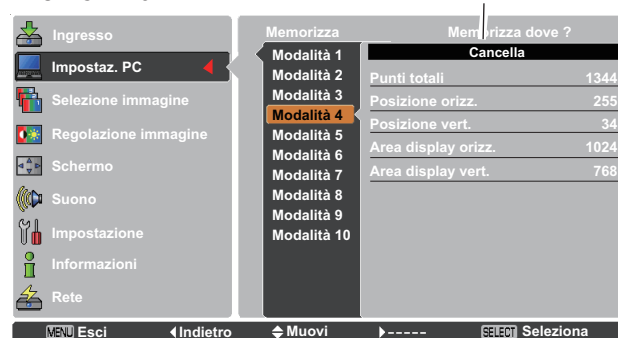 Ingresso
Impostaz. PC
Selezione immagine
Regolazione immagine
Schermo
Suono
Impostazione
Informazioni
Rete
Memorizza
Modalità 1
Modalità 2
Modalità 3
Modalità 4
Modalità 5
Modalità 6
Modalità 7
Modalità 8
Modalità 9
Modalità 10
Memorizza dove ?
Cancella
Punti totali 1344
Posizione orizz. 255
Posizione vert. 34
Area display orizz. 1024
Area display vert. 768
MENU Esci Indietro Muovi ----- SELECT Seleziona